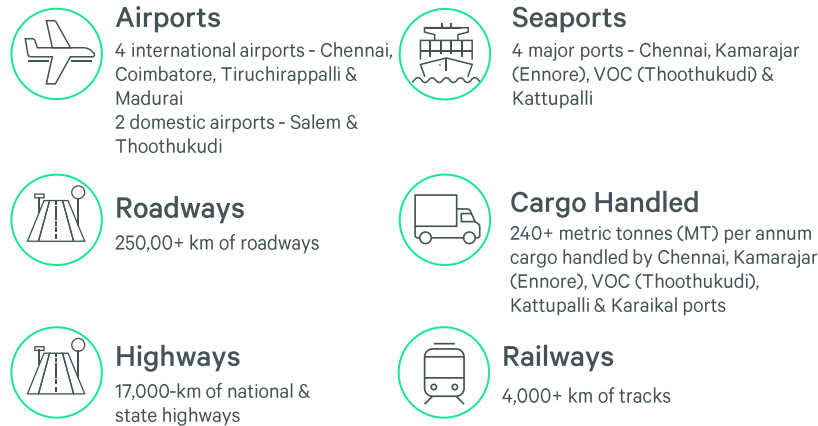 Airports
4 international airports - Chennai,
Coimbatore, Tiruchirappalli &
Madurai
2 domestic airports - Salem &
Thoothukudi
Seaports
4 major ports - Chennai, Kamarajar
(Ennore), VOC (Thoothukudi) &
Kattupalli
Roadways
250,00+ km of roadways
Cargo Handled
240+ metric tonnes (MT) per annum
cargo handled by Chennai, Kamarajar
(Ennore), VOC (Thoothukudi),
Kattupalli & Karaikal ports
Highways
17,000-km of national &
state highways
Railways
4,000+ km of tracks